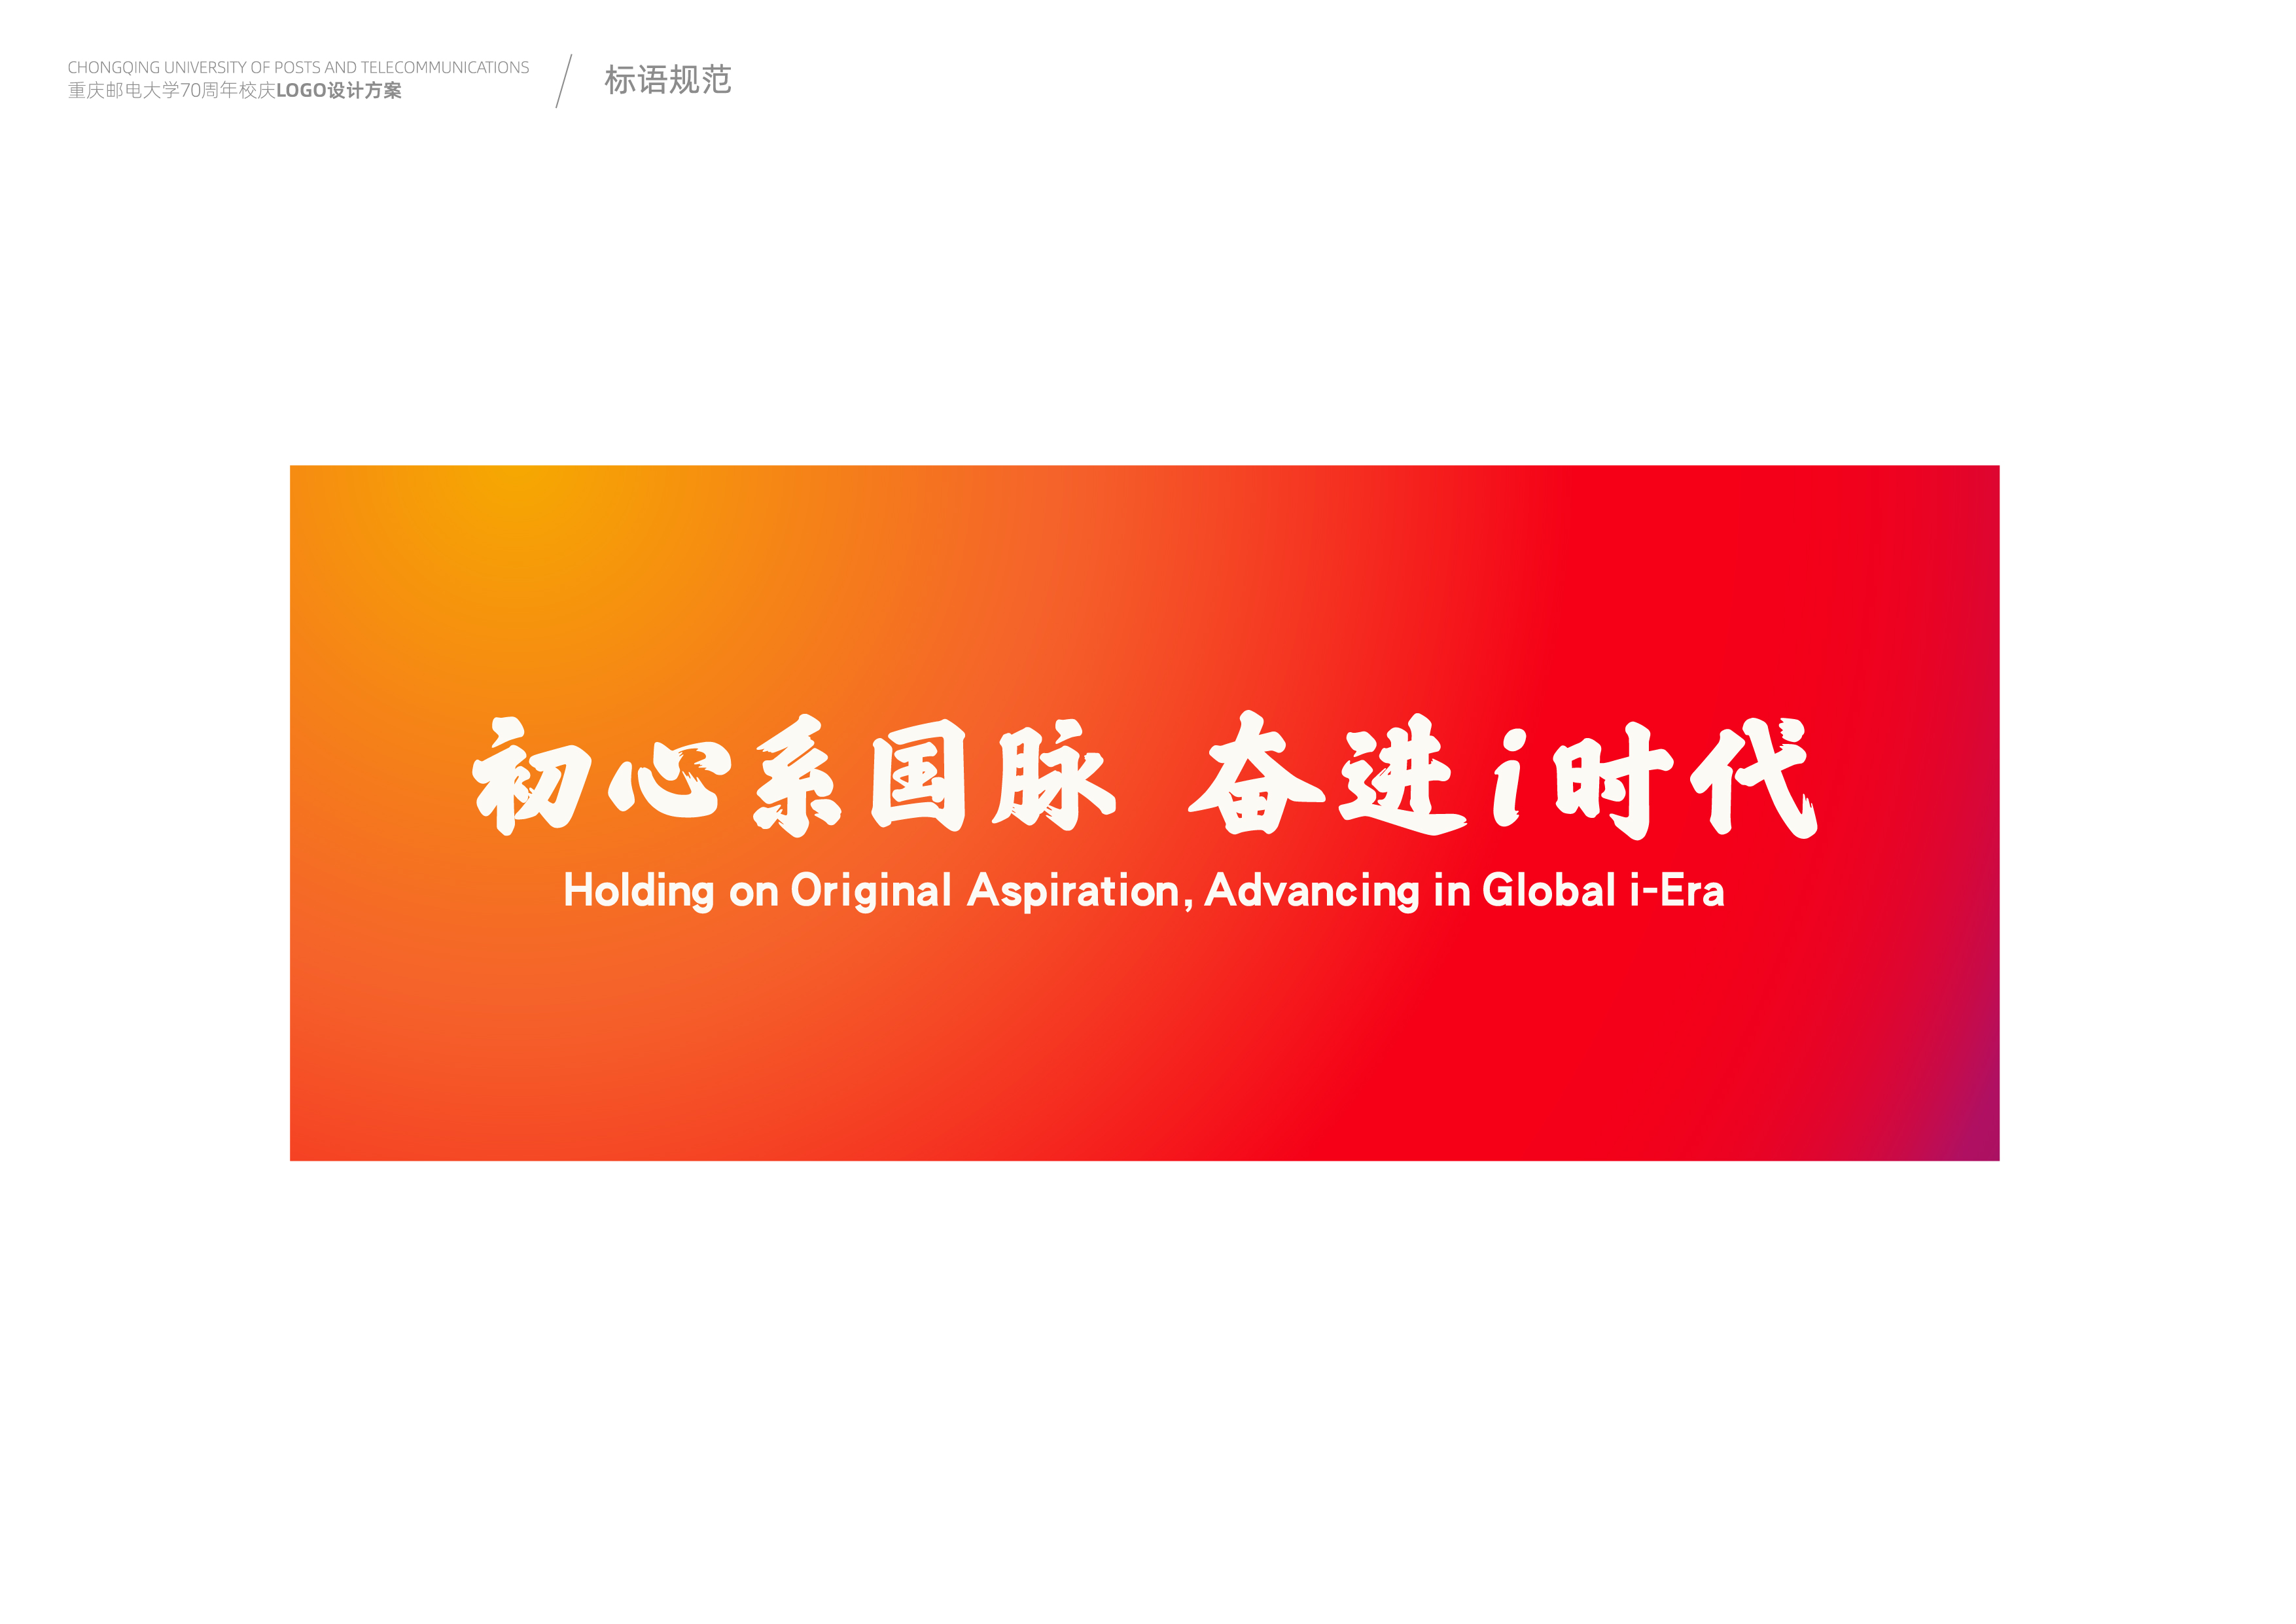 CHONGQING UNIVERSITY OF POSTS AND TELECOMMUNICATIONS
重庆邮电大学70周年校庆LOGO设计方案
标语规范
初心系国脉 奋进i时代
Holding on Original Aspiration, Advancing in Global i-Era